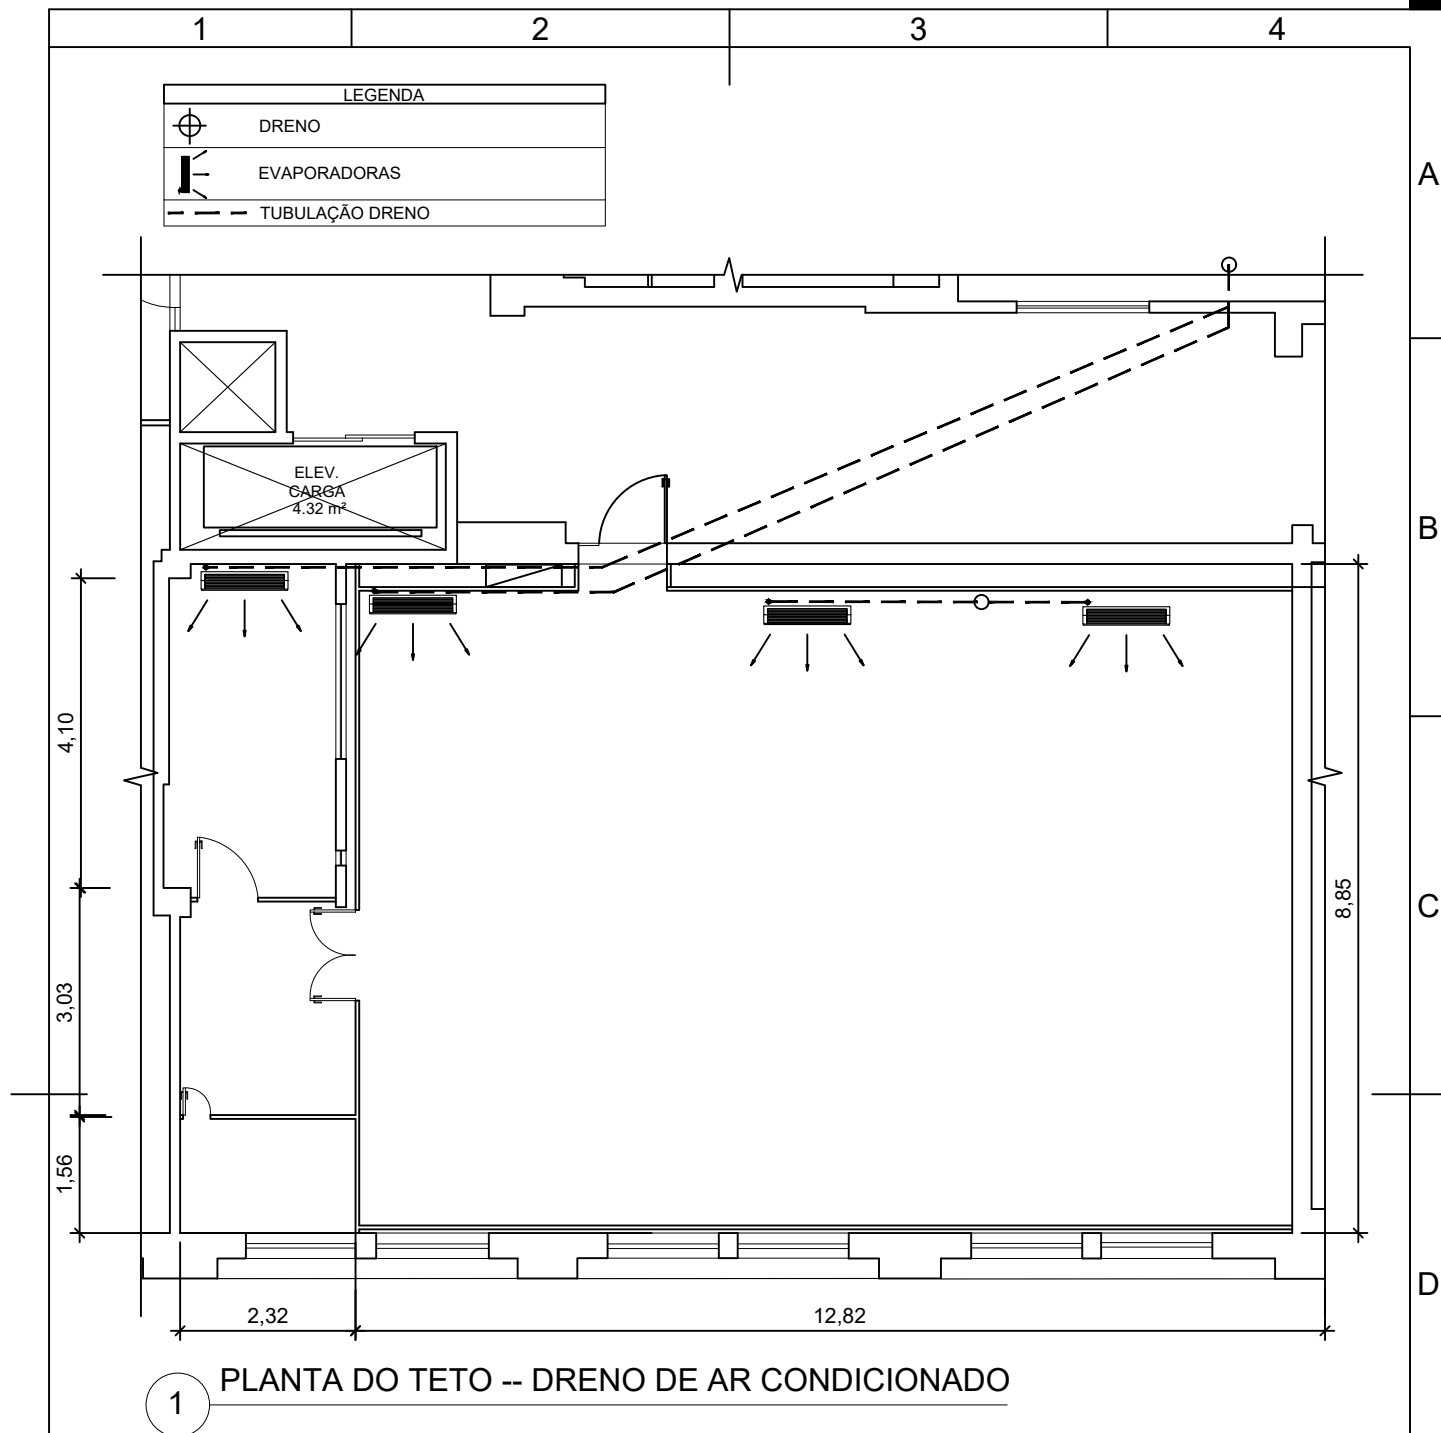 1 2 3 4
LEGENDA
DRENO
EVAPORADORAS
TUBULAÇÃO DRENO
A
ELEV.
CARGA
4.32 m²
B
4,10
8,85
C
3,03
1,56
D
2,32
12,82
1
PLANTA DO TETO -- DRENO DE AR CONDICIONADO